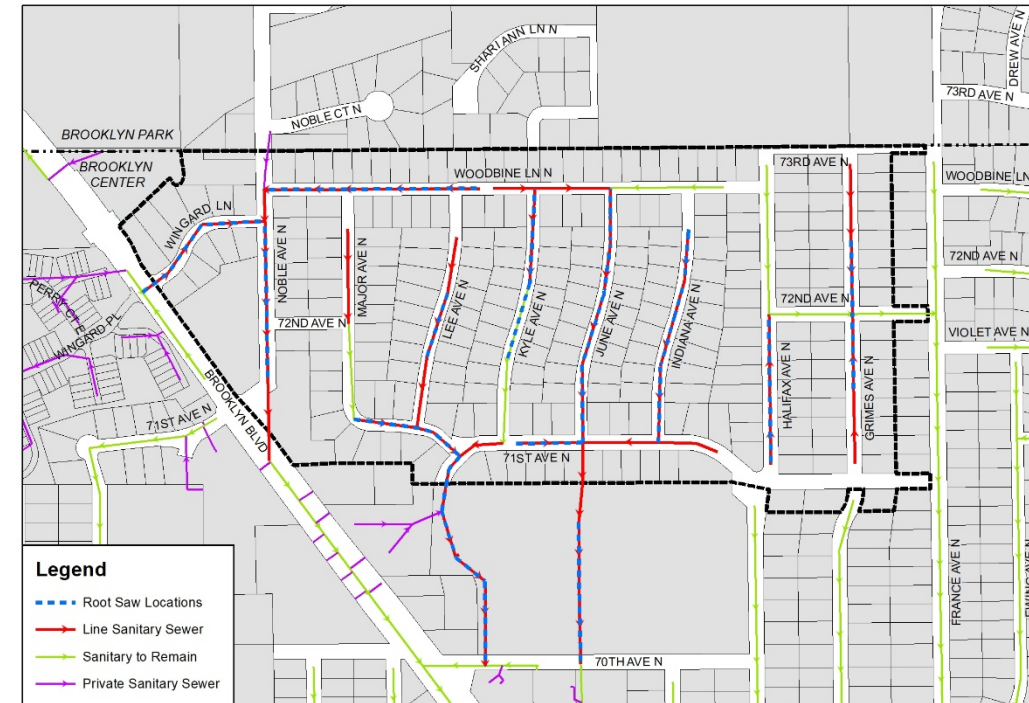 SHARI ANN LN N
DREW AVE N
73RD AVE N
NOBLE CT N
BROOKLYN PARK
BROOKLYN
CENTER
WOODBINE LN N
73RD AVE N
WOODBINE LN
WINGARD LN
NOBLE AVE N
MAJOR AVE N
LEE AVE N
KYLE AVE N
JUNE AVE N
INDIANA AVE N
72ND AVE N
PERRY CT E
WINGARD PL
72ND AVE N
72ND AVE N
VIOLET AVE N
BROOKLYN BLVD
71ST AVE N
HALIFAX AVE N
GRIMES AVE N
71ST AVE N
FRANCE AVE N
EWING AVE N
70TH AVE N
Legend
Root Saw Locations
Line Sanitary Sewer
Sanitary to Remain
Private Sanitary Sewer